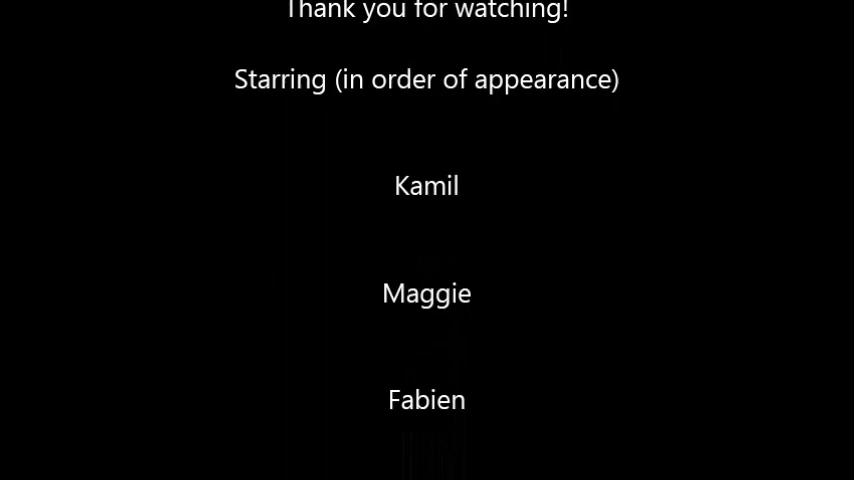 Thank you for watching!
Starring (in order of appearance)
Kamil
Maggie
Fabien